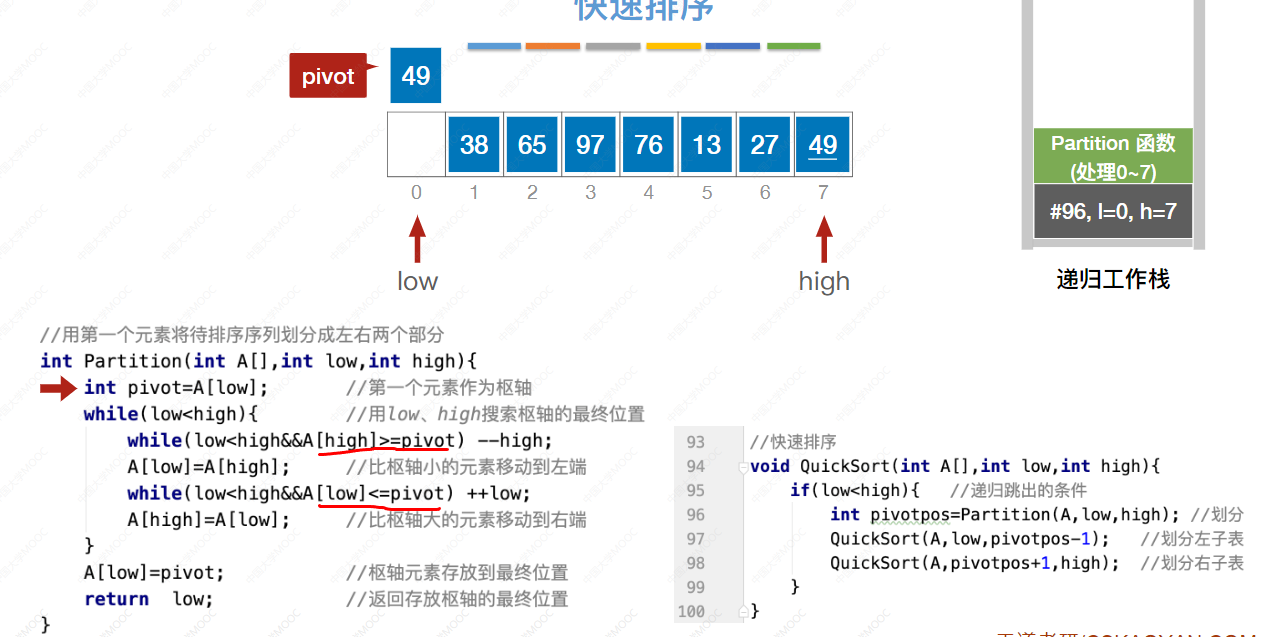 快速排序
pivot 49
38 65 97 76 13 27 49
0 1 2 3 4 5 6 7
low high
Partition 函数
(处理0~7)
#96, l=0, h=7
递归工作栈
//用第一个元素将待排序序列划分成左右两个部分
int Partition(int A[],int low,int high){
int pivot=A[low]; //第一个元素作为枢轴
while(low<high){ //用low、high搜索枢轴的最终位置
while(low<high&&A[high]>=pivot) --high;
A[low]=A[high]; //比枢轴小的元素移动到左端
while(low<high&&A[low]<=pivot) ++low;
A[high]=A[low]; //比枢轴大的元素移动到右端
}
A[low]=pivot; //枢轴元素存放到最终位置
return low; //返回存放枢轴的最终位置
}
93 //快速排序
94 void QuickSort(int A[],int low,int high){
95 if(low<high){ //递归跳出的条件
96 int pivotpos=Partition(A,low,high); //划分
97 QuickSort(A,low,pivotpos-1); //划分左子表
98 QuickSort(A,pivotpos+1,high); //划分右子表
99 }
100 }